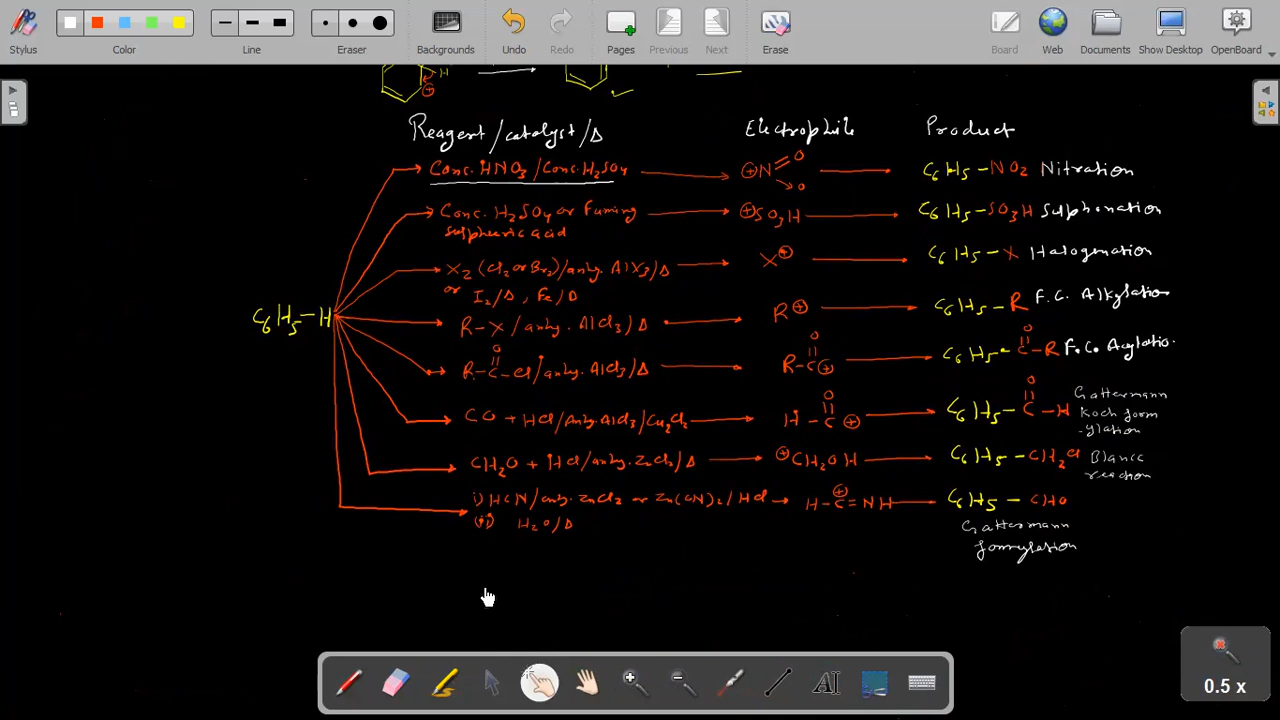 Stylus Color Line Eraser Backgrounds Undo Redo Pages Previous Next Erase Board Web Documents Show Desktop OpenBoard
H
⊕
Reagent/catalyst/Δ Electrophile Product
Conc. HNO3/Conc. H2SO4 ⊕N=O→O C6H5-NO2 Nitration
Conc. H2SO4 or Fuming ⊕SO3H C6H5-SO3H Sulphonation
sulpheric acid
X2 (Cl2 or Br2)/anhy. AlX3/Δ X⊕ C6H5-X Halogenation
or I2/Δ, Fe/Δ
C6H5-H
R-X/anhy. AlCl3/Δ R⊕ C6H5-R F.C. Alkylation
O O O
R-C-Cl/anhy. AlCl3/Δ R-C⊕ C6H5-C-R F.C. Acylatio.
O O
CO + HCl/Anhy. AlCl3/Cu2Cl2 H-C⊕ C6H5-C-H Gattermann
Koch form
-ylation
CH2O + HCl/anhy. ZnCl2/Δ ⊕CH2OH C6H5-CH2Cl Blanc
reaction
i) HCN/anhy. ZnCl2 or Zn(CN)2/HCl H-C⊕=NH C6H5-CHO
(ii) H2O/Δ
Gattermann
formylation
0.5 x